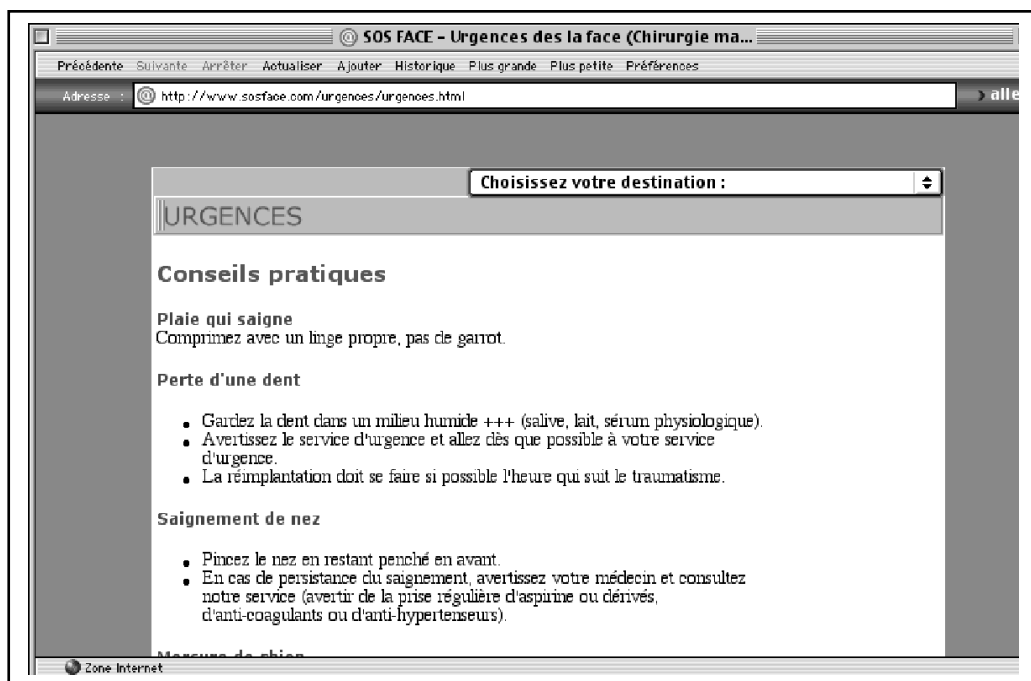 SOS FACE – Urgences des la face (Chirurgie ma...
Précédente Suivante Arrêter Actualiser Ajouter Historique Plus grande Plus petite Préférences
Adresse : http://www.sosface.com/urgences/urgences.html alle
Choisissez votre destination :
URGENCES
Conseils pratiques
Plaie qui saigne
Comprimez avec un linge propre, pas de garrot.
Perte d'une dent
• Gardez la dent dans un milieu humide +++ (salive, lait, sérum physiologique).
• Avertissez le service d'urgence et allez dès que possible à votre service
d'urgence.
• La réimplantation doit se faire si possible l'heure qui suit le traumatisme.
Saignement de nez
• Pincez le nez en restant penché en avant.
• En cas de persistance du saignement, avertissez votre médecin et consultez
notre service (avertir de la prise régulière d'aspirine ou dérivés,
d'anti-coagulants ou d'anti-hypertenseurs).
Morsure de chien
Zone Internet